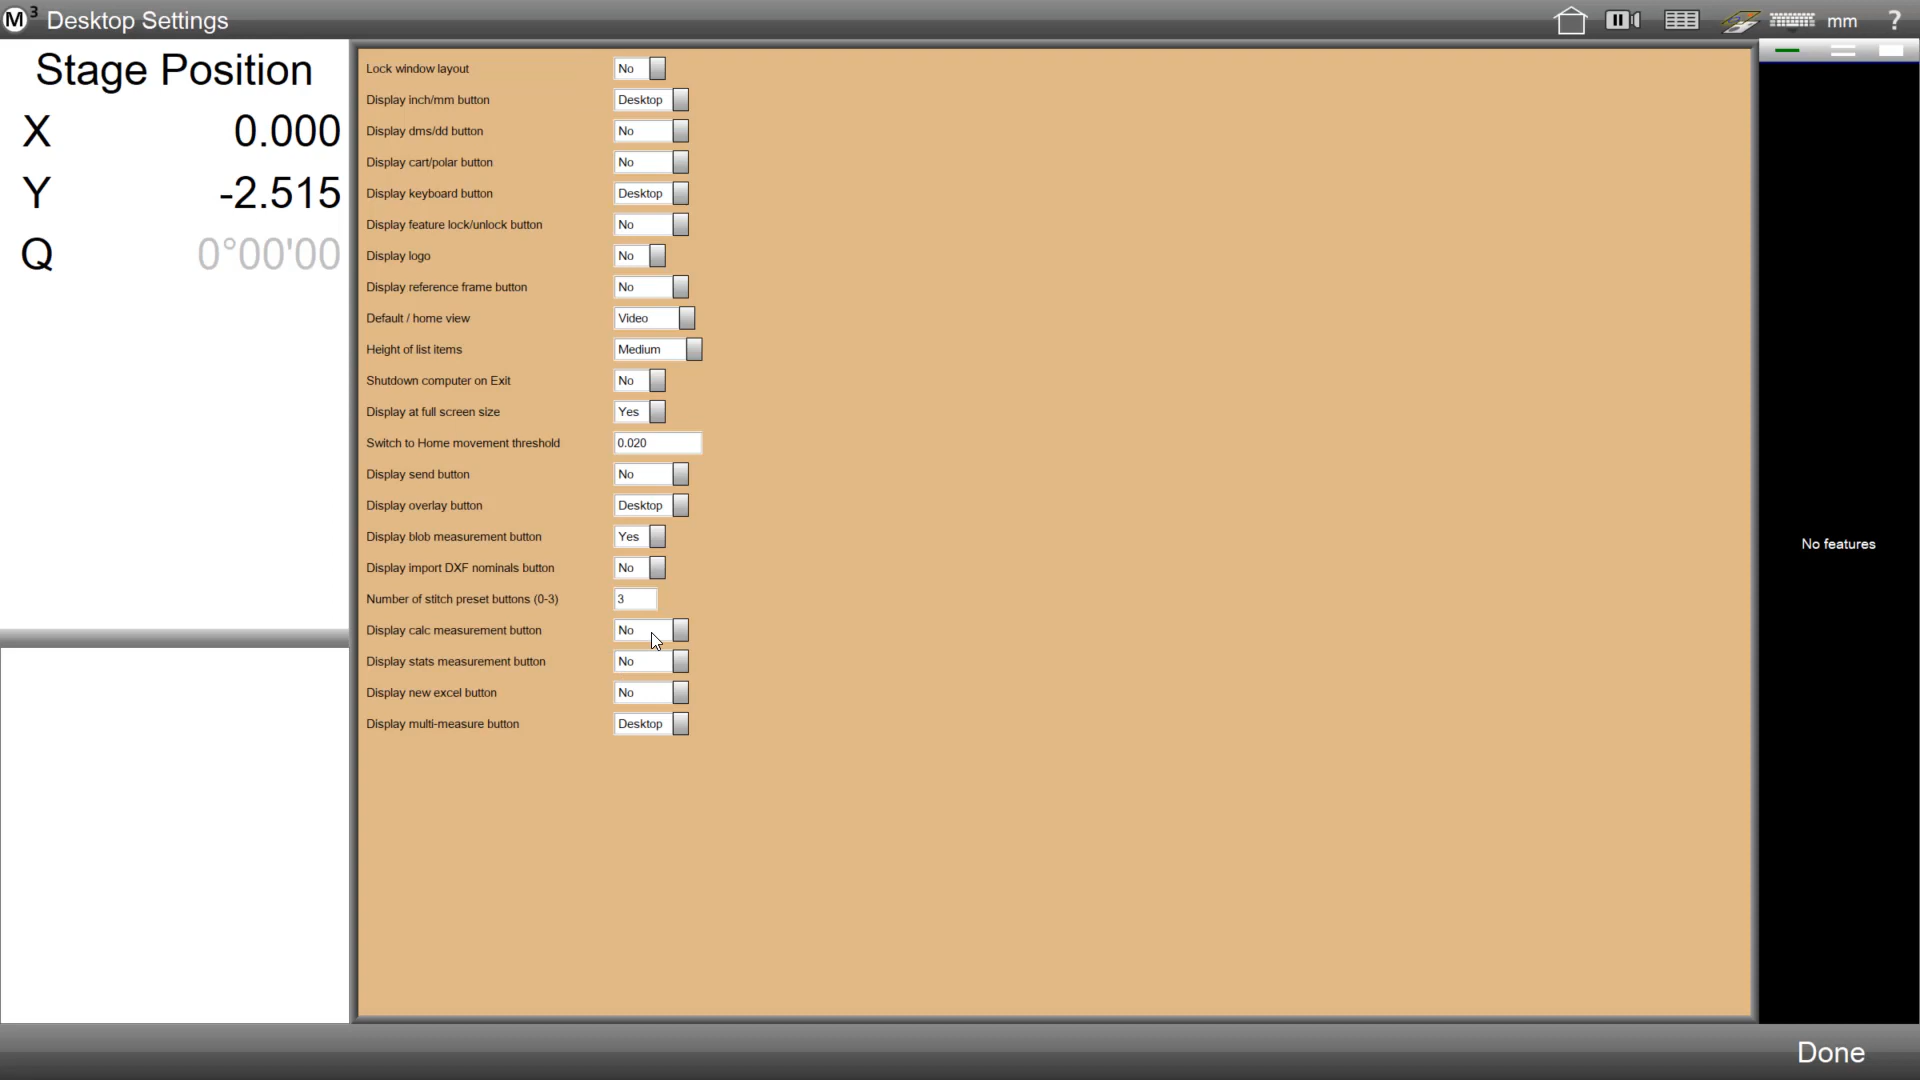 M3 Desktop Settings
mm ?
Stage Position
X 0.000
Y -2.515
Q 0°00'00
Lock window layout No
Display inch/mm button Desktop
Display dms/dd button No
Display cart/polar button No
Display keyboard button Desktop
Display feature lock/unlock button No
Display logo No
Display reference frame button No
Default / home view Video
Height of list items Medium
Shutdown computer on Exit No
Display at full screen size Yes
Switch to Home movement threshold 0.020
Display send button No
Display overlay button Desktop
Display blob measurement button Yes
Display import DXF nominals button No
Number of stitch preset buttons (0-3) 3
Display calc measurement button No
Display stats measurement button No
Display new excel button No
Display multi-measure button Desktop
No features
Done